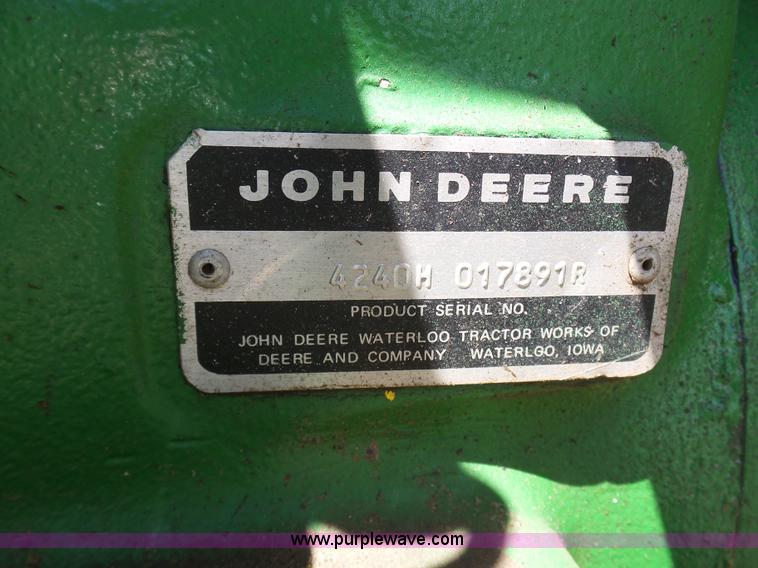 JOHN DEERE
4240H 017891R
PRODUCT SERIAL NO.
JOHN DEERE WATERLOO TRACTOR WORKS OF
DEERE AND COMPANY WATERLOO, IOWA
www.purplewave.com